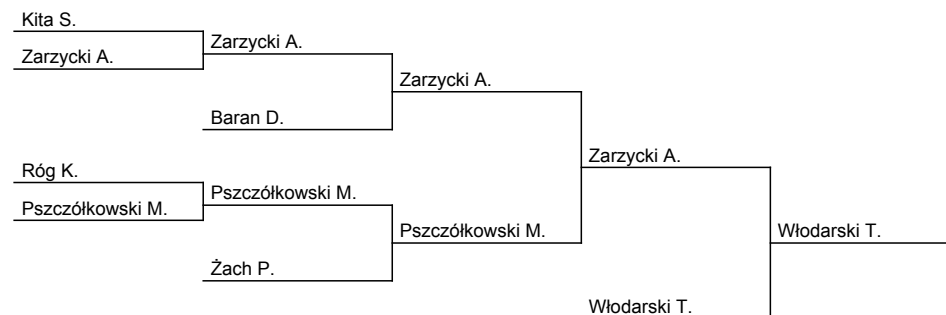 Kita S.
Zarzycki A.
Zarzycki A.
Zarzycki A.
Baran D.
Zarzycki A.
Róg K.
Pszczółkowski M.
Pszczółkowski M.
Pszczółkowski M.
Włodarski T.
Żach P.
Włodarski T.